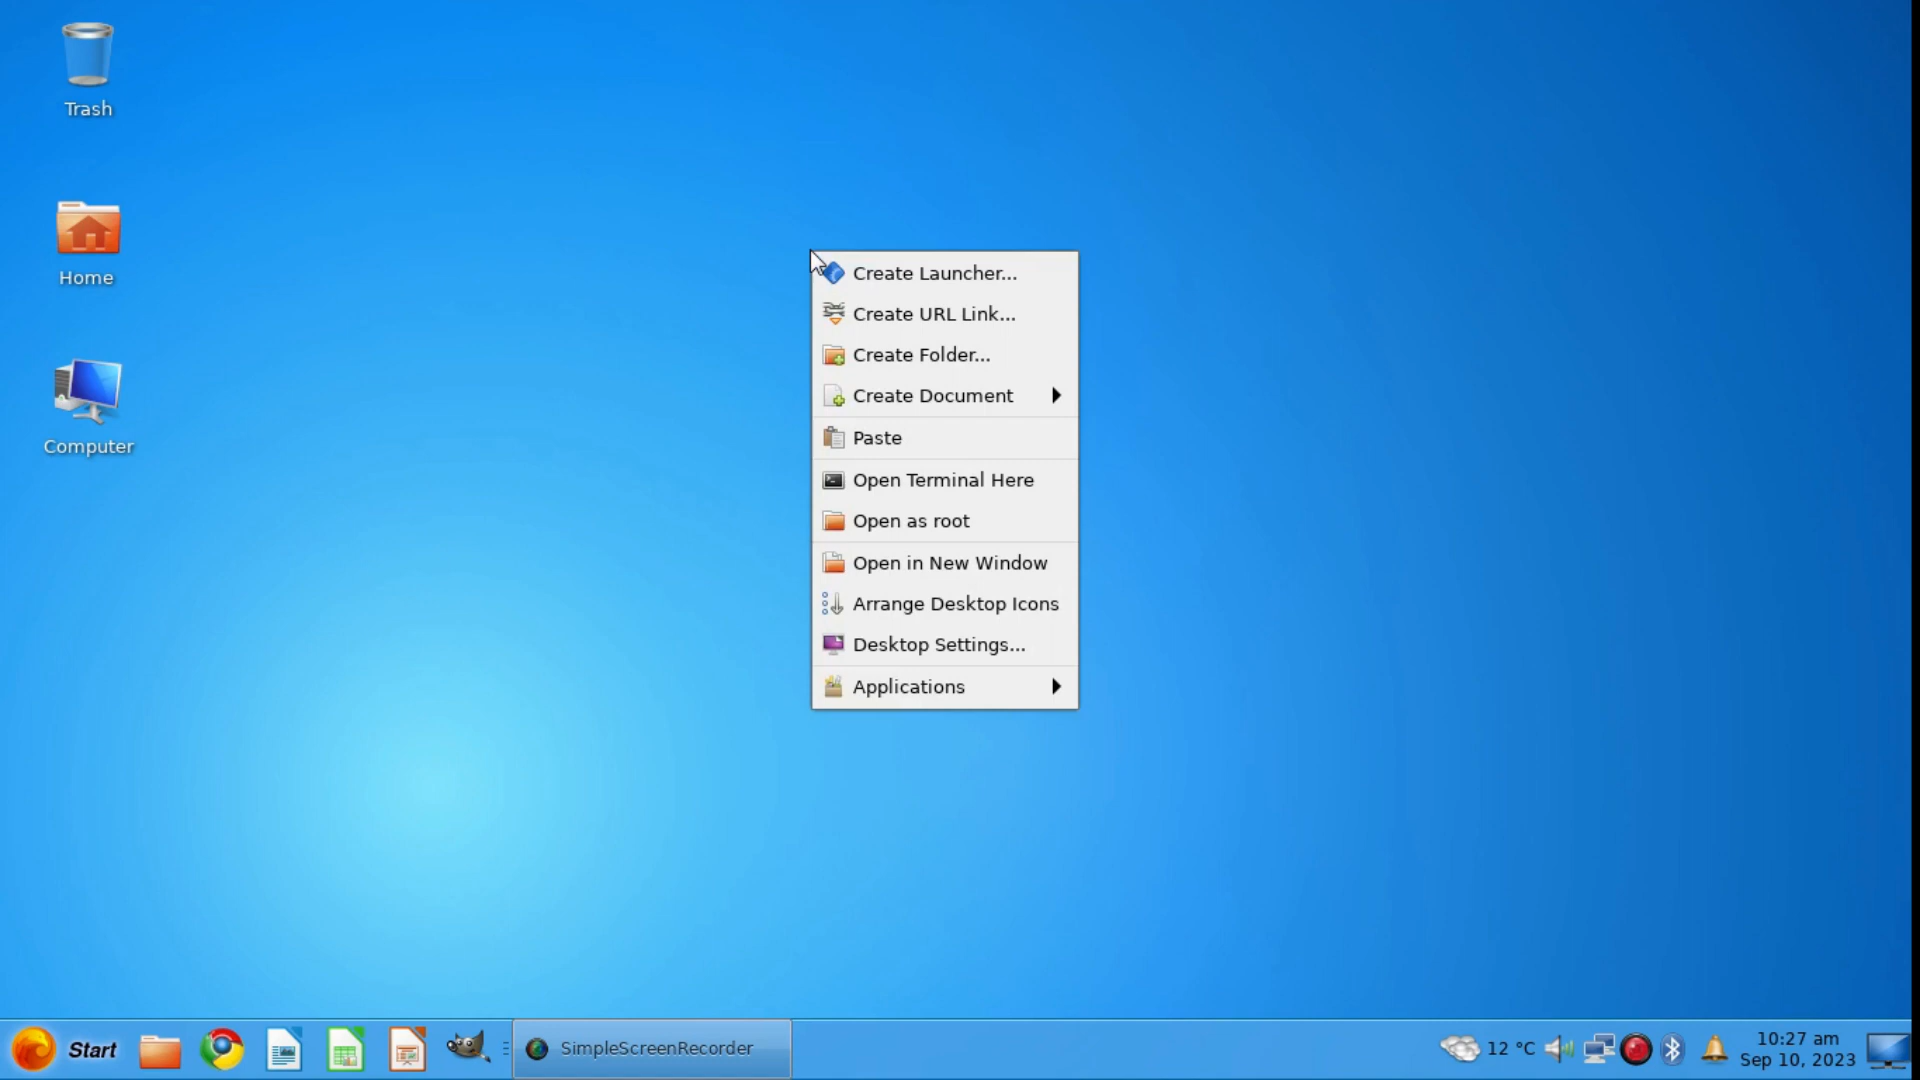 Trash
Home
Computer
Create Launcher...
Create URL Link...
Create Folder...
Create Document
Paste
Open Terminal Here
Open as root
Open in New Window
Arrange Desktop Icons
Desktop Settings...
Applications
Start
SimpleScreenRecorder
12 °C
10:27 am
Sep 10, 2023